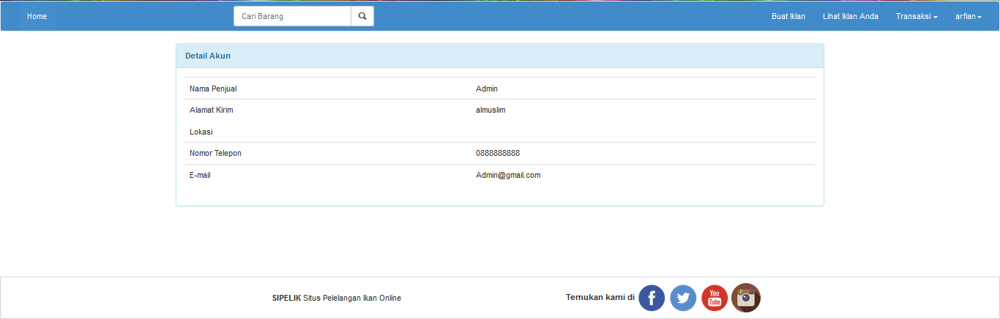 Home Cari Barang Buat Iklan Lihat Iklan Anda Transaksi arfian
Detail Akun
Nama Penjual Admin
Alamat Kirim almuslim
Lokasi
Nomor Telepon 0888888888
E-mail Admin@gmail.com
SIPELIK Situs Pelelangan Ikan Online Temukan kami di You Tube